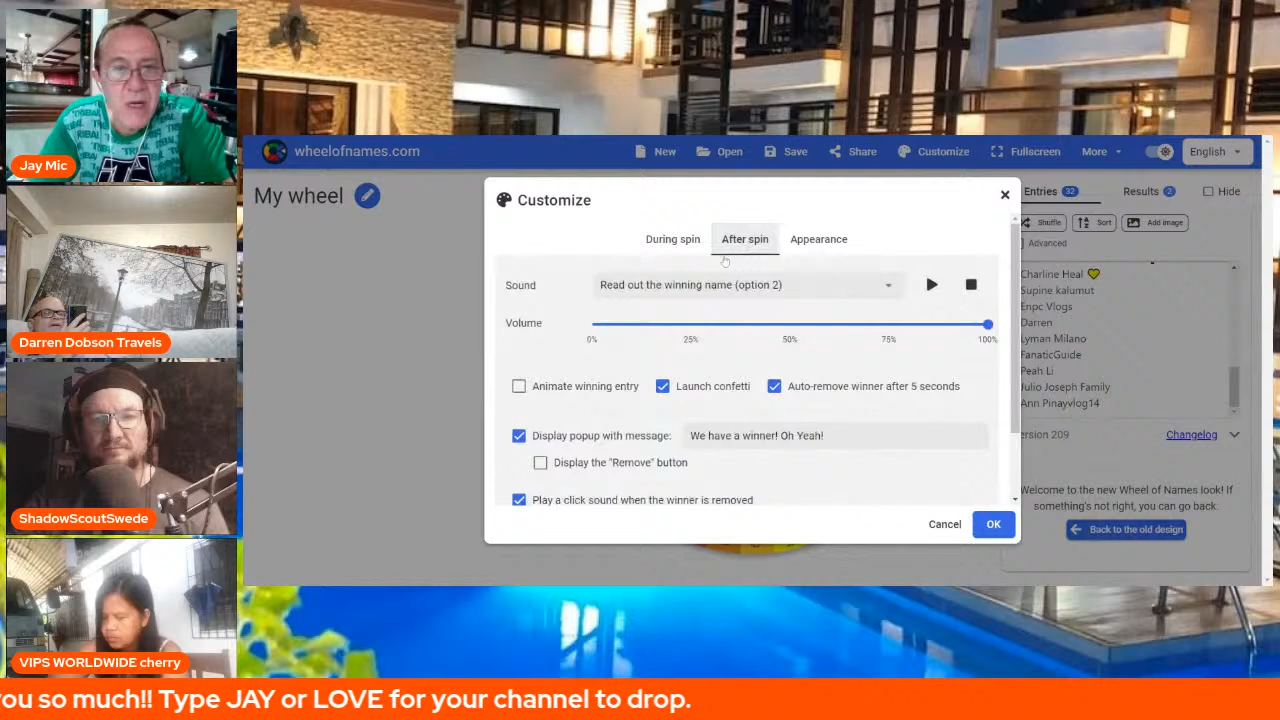 TRIBAL
Jay Mic
Darren Dobson Travels
ShadowScoutSwede
VIPS WORLDWIDE cherry
wheelofnames.com
New
Open
Save
Share
Customize
Fullscreen
More
English
My wheel
Customize
During spin
After spin
Appearance
Sound
Read out the winning name (option 2)
Volume
0%
25%
50%
75%
100%
Animate winning entry
Launch confetti
Auto-remove winner after 5 seconds
Display popup with message:
We have a winner! Oh Yeah!
Display the "Remove" button
Play a click sound when the winner is removed
Cancel
OK
Entries 32
Results 2
Hide
Shuffle
Sort
Add image
Advanced
Charline Heal 💛
Supine kalumut
Enpc Vlogs
Darren
Lyman Milano
FanaticGuide
Peah Li
Julio Joseph Family
Ann Pinayvlog14
ersion 209
Changelog
Welcome to the new Wheel of Names look! If
something's not right, you can go back.
Back to the old design
ou so much!! Type JAY or LOVE for your channel to drop.